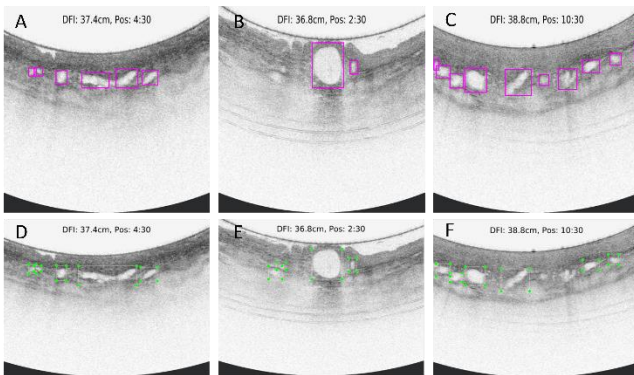 A
DFI: 37.4cm, Pos: 4:30
B
DFI: 36.8cm, Pos: 2:30
C
DFI: 38.8cm, Pos: 10:30
D
DFI: 37.4cm, Pos: 4:30
E
DFI: 36.8cm, Pos: 2:30
F
DFI: 38.8cm, Pos: 10:30